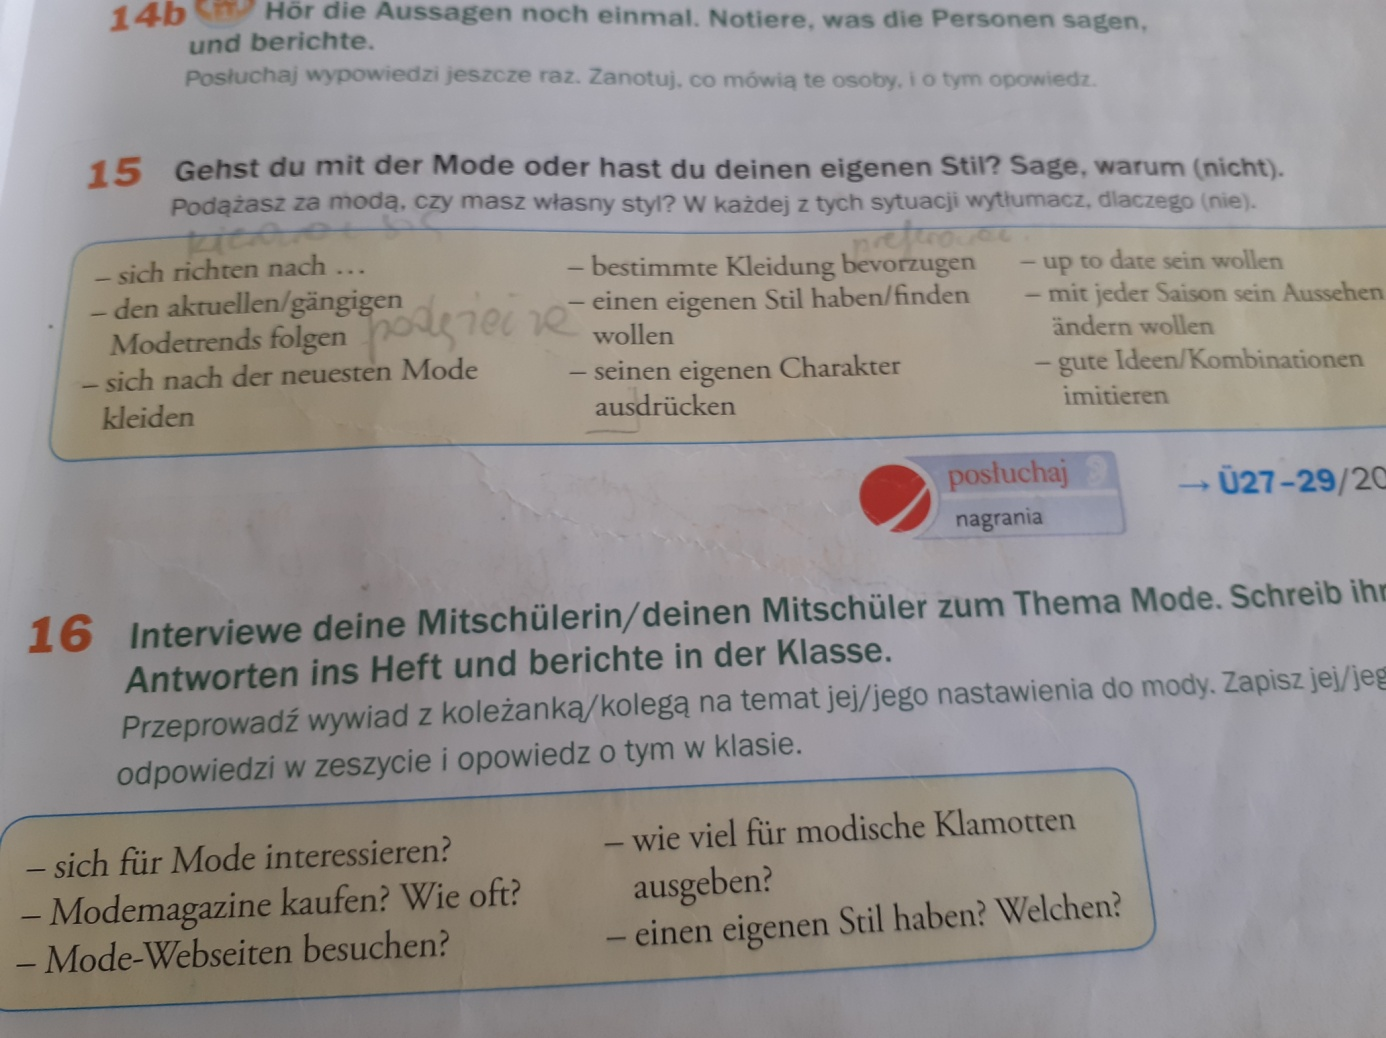 14b Hör die Aussagen noch einmal. Notiere, was die Personen sagen,
und berichte.
Posłuchaj wypowiedzi jeszcze raz. Zanotuj, co mówią te osoby, i o tym opowiedz.
15 Gehst du mit der Mode oder hast du deinen eigenen Stil? Sage, warum (nicht).
Podążasz za modą, czy masz własny styl? W każdej z tych sytuacji wytłumacz, dlaczego (nie).
– sich richten nach …
– den aktuellen/gängigen
Modetrends folgen
– sich nach der neuesten Mode
kleiden
– bestimmte Kleidung bevorzugen
– einen eigenen Stil haben/finden
wollen
– seinen eigenen Charakter
ausdrücken
– up to date sein wollen
– mit jeder Saison sein Aussehen
ändern wollen
– gute Ideen/Kombinationen
imitieren
posłuchaj
nagrania
→ Ü27–29/20
16 Interviewe deine Mitschülerin/deinen Mitschüler zum Thema Mode. Schreib ihr
Antworten ins Heft und berichte in der Klasse.
Przeprowadź wywiad z koleżanką/kolegą na temat jej/jego nastawienia do mody. Zapisz jej/jeg
odpowiedzi w zeszycie i opowiedz o tym w klasie.
– sich für Mode interessieren?
– Modemagazine kaufen? Wie oft?
– Mode-Webseiten besuchen?
– wie viel für modische Klamotten
ausgeben?
– einen eigenen Stil haben? Welchen?